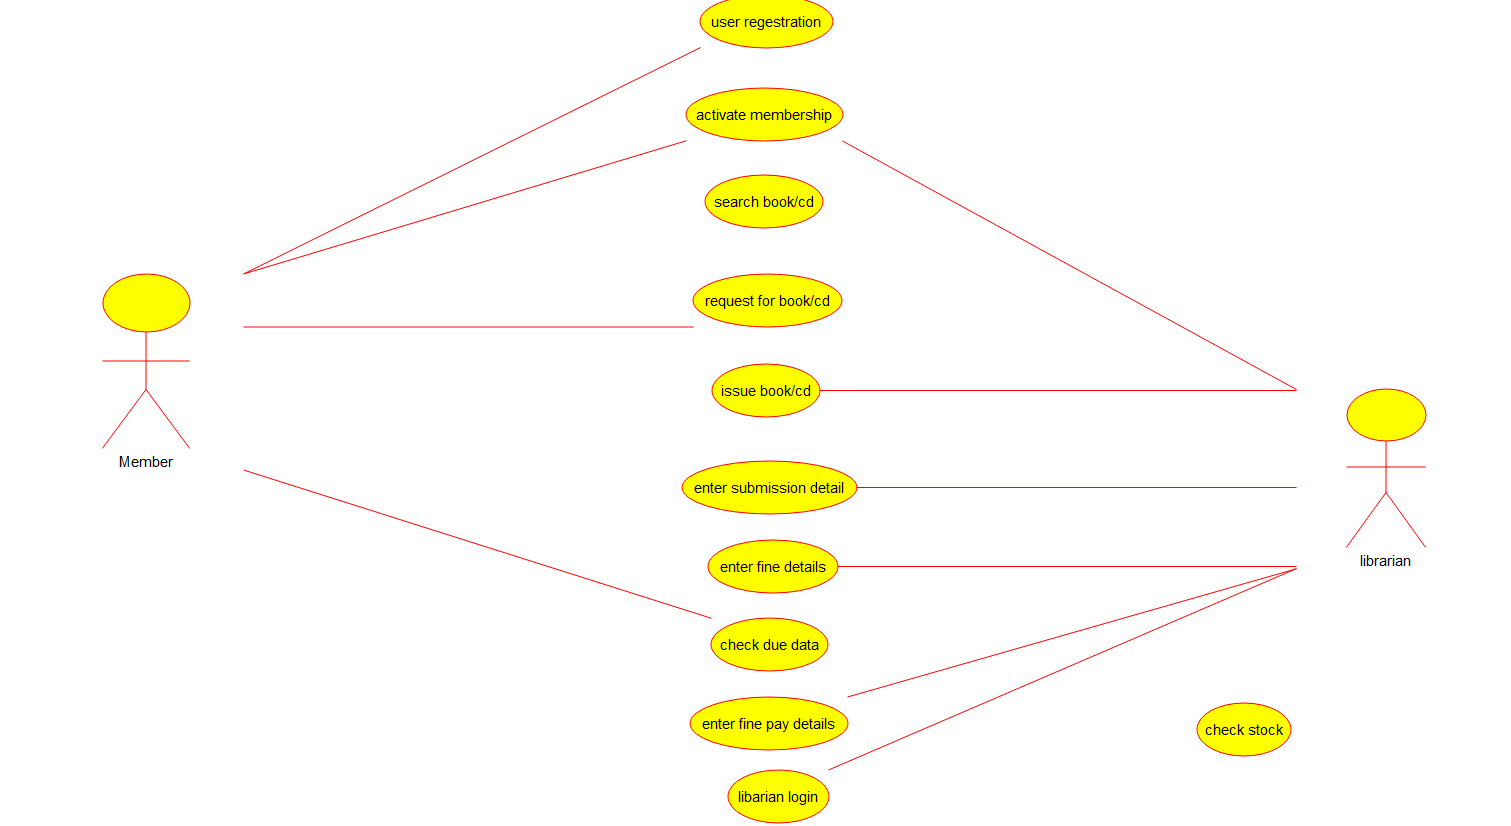 user regestration
activate membership
search book/cd
request for book/cd
issue book/cd
Member
enter submission detail
librarian
enter fine details
check due data
enter fine pay details
check stock
libarian login